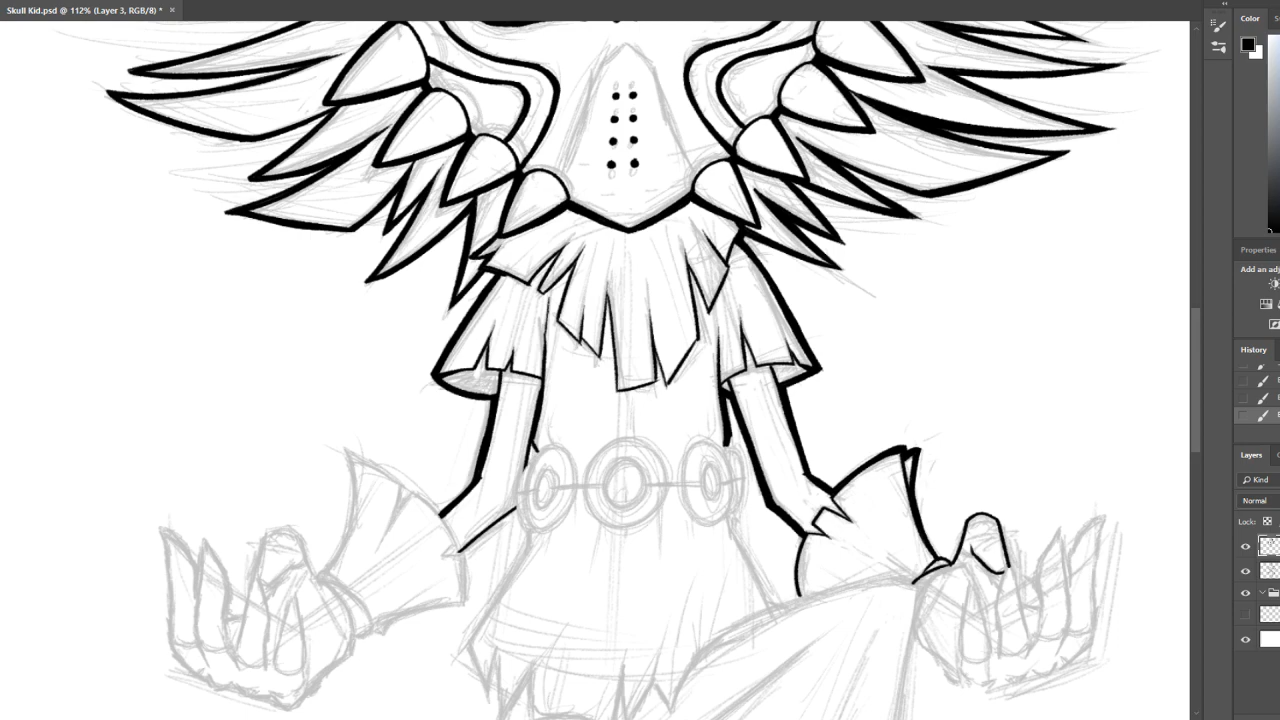 Skull Kid.psd @ 112% (Layer 3, RGB/8) * ×
Color
Properties
Add an adj
History
Layers
Kind
Normal
Lock: